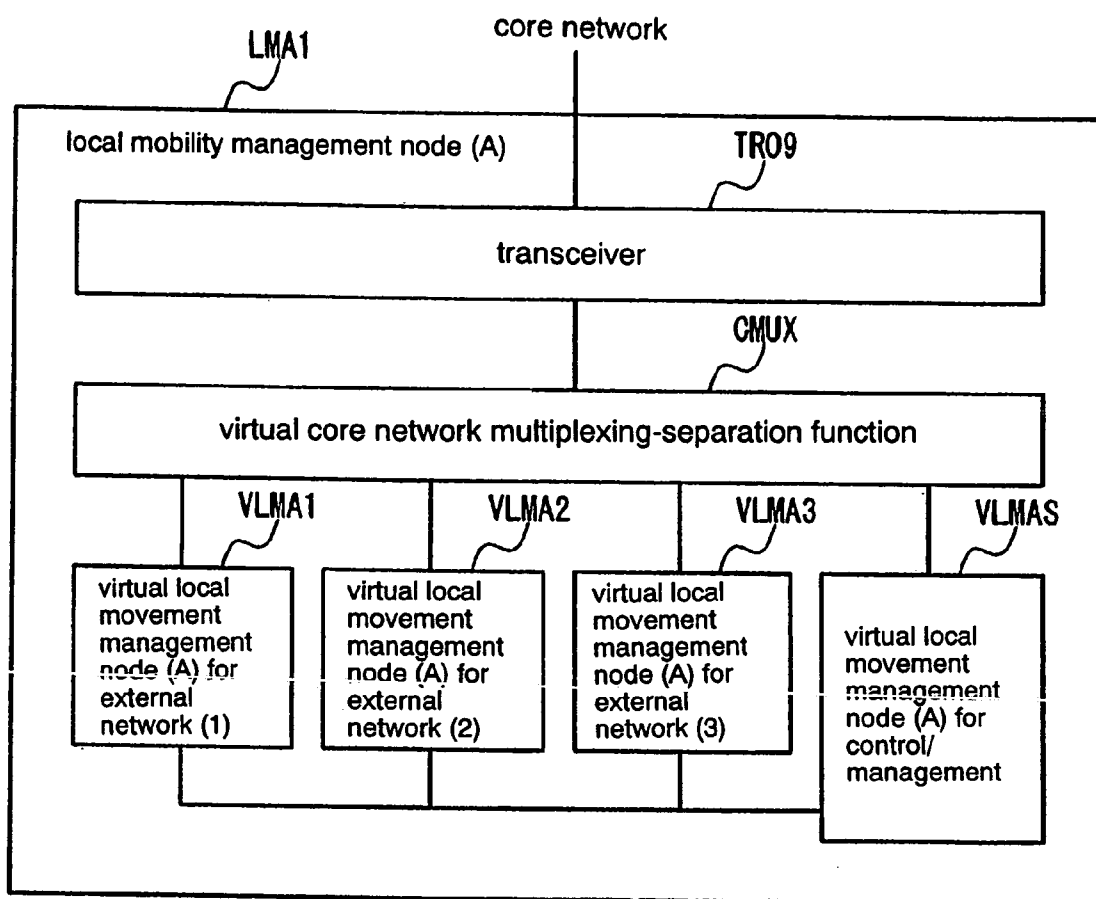 core network
LMA1
local mobility management node (A)
TR09
transceiver
CMUX
virtual core network multiplexing-separation function
VLMA1
VLMA2
VLMA3
VLMAS
virtual local
movement
management
node (A) for
external
network (1)
virtual local
movement
management
node (A) for
external
network (2)
virtual local
movement
management
node (A) for
external
network (3)
virtual local
movement
management
node (A) for
control/
management